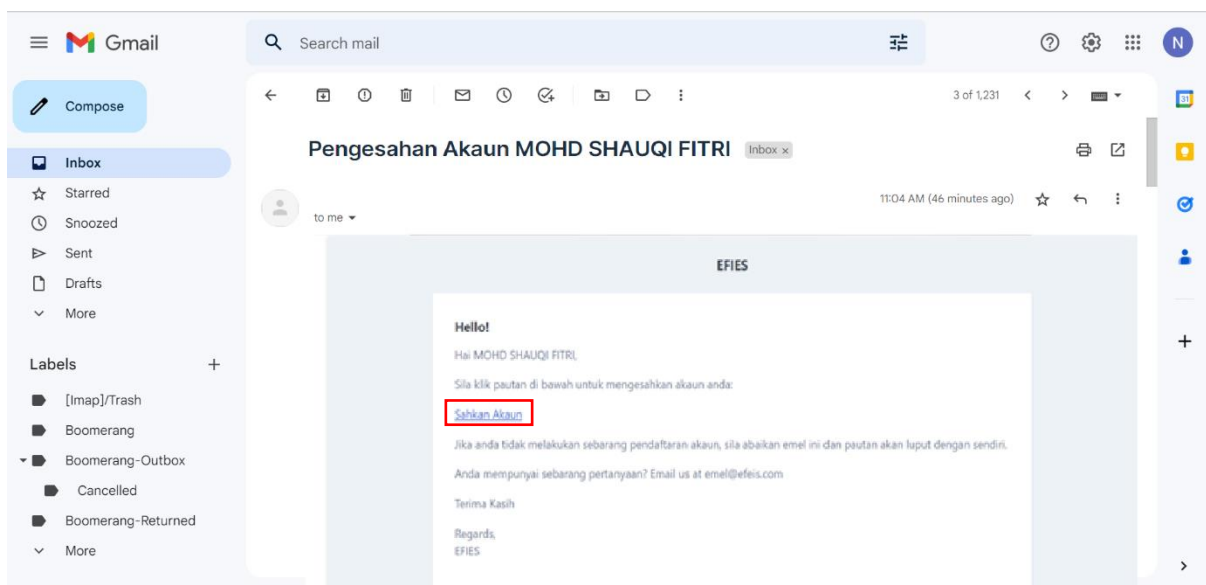 Gmail
Search mail
N
Compose
3 of 1,231
31
Pengesahan Akaun MOHD SHAUQI FITRI Inbox x
Inbox
Starred
11:04 AM (46 minutes ago)
to me
Snoozed
Sent
Drafts
More
EFIES
Hello!
Hai MOHD SHAUQI FITRI,
Sila klik pautan di bawah untuk mengesahkan akaun anda:
Sahkan Akaun
Jika anda tidak melakukan sebarang pendaftaran akaun, sila abaikan emel ini dan pautan akan luput dengan sendiri.
Anda mempunyai sebarang pertanyaan? Email us at emel@efeis.com
Terima Kasih
Regards,
EFIES
Labels
[Imap]/Trash
Boomerang
Boomerang-Outbox
Cancelled
Boomerang-Returned
More